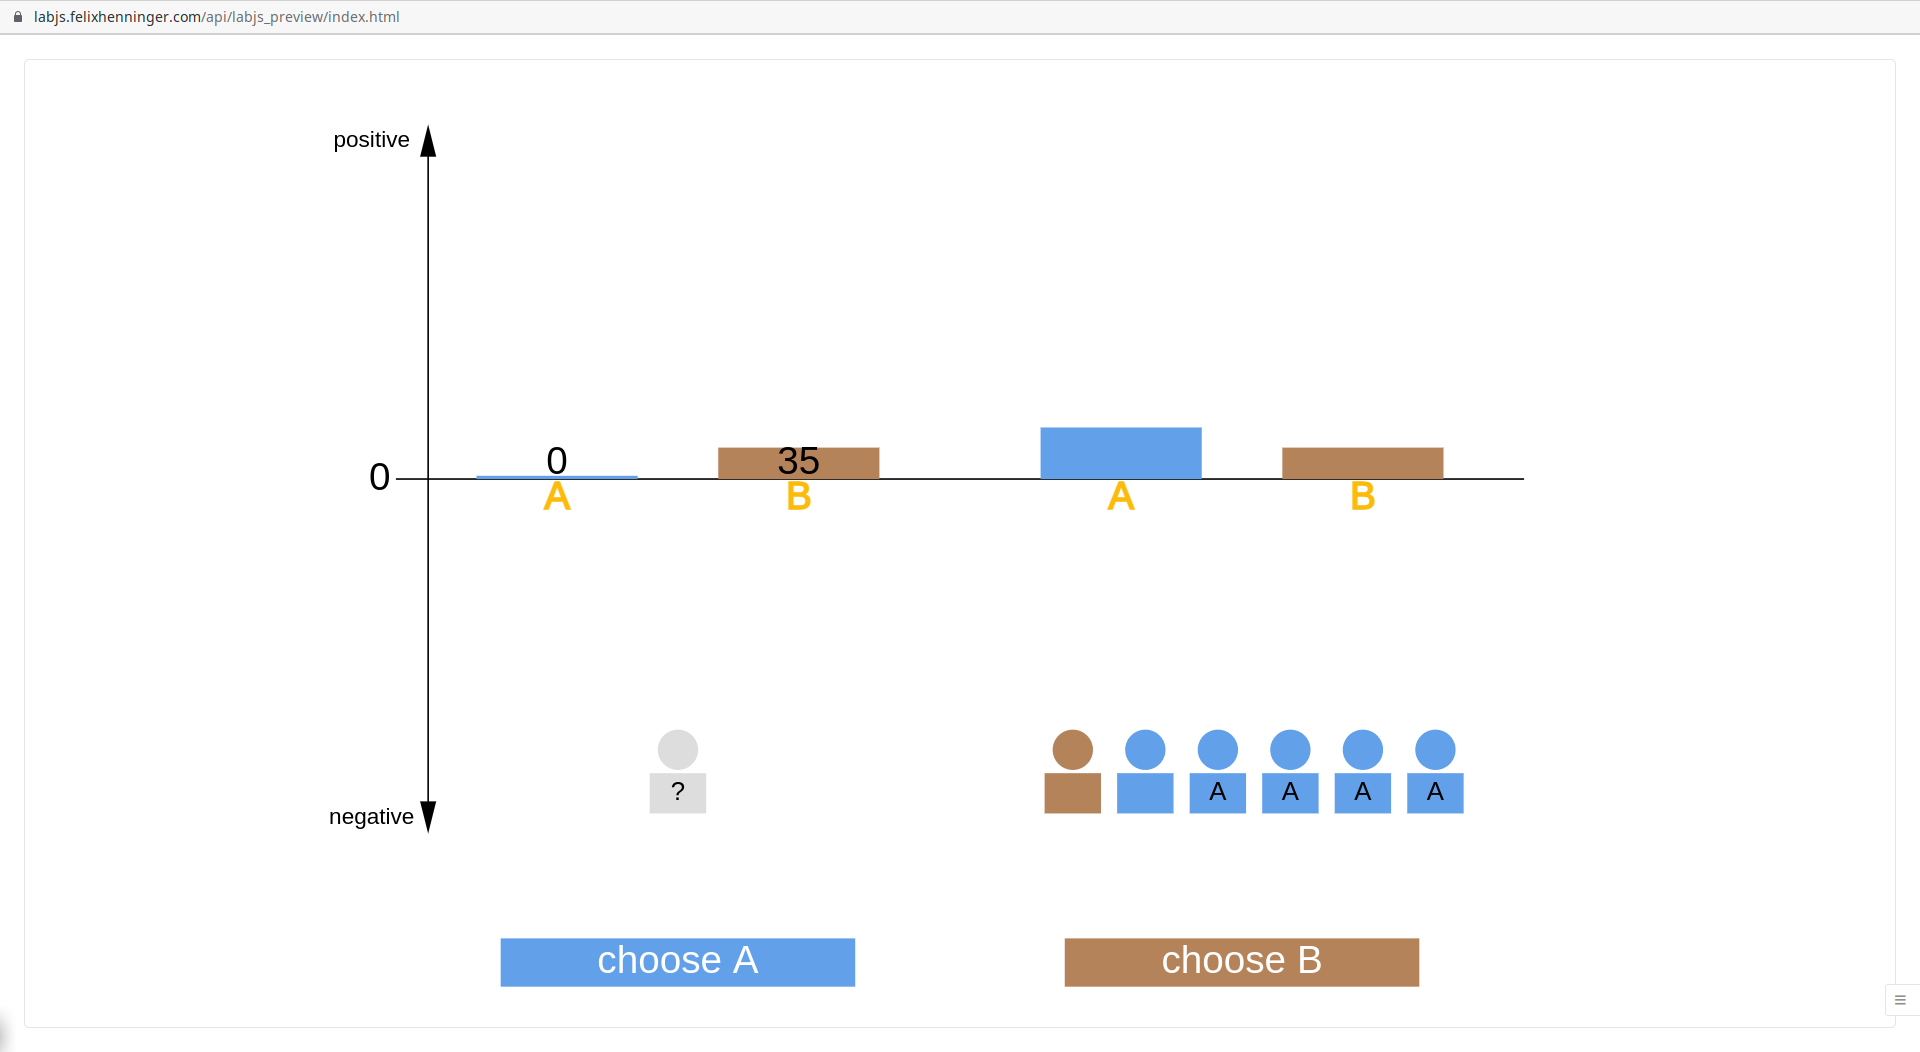 labjs.felixhenninger.com/api/labjs_preview/index.html
positive
0 35
0
A B A B
? A A A A
negative
choose A choose B